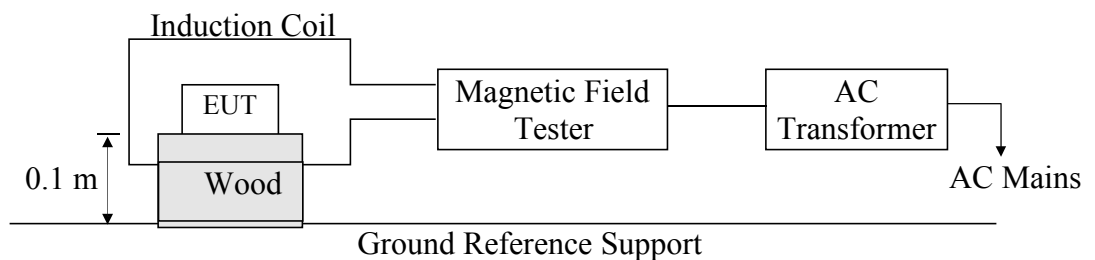 Induction Coil
EUT
Magnetic Field
Tester
AC
Transformer
0.1 m
Wood
AC Mains
Ground Reference Support